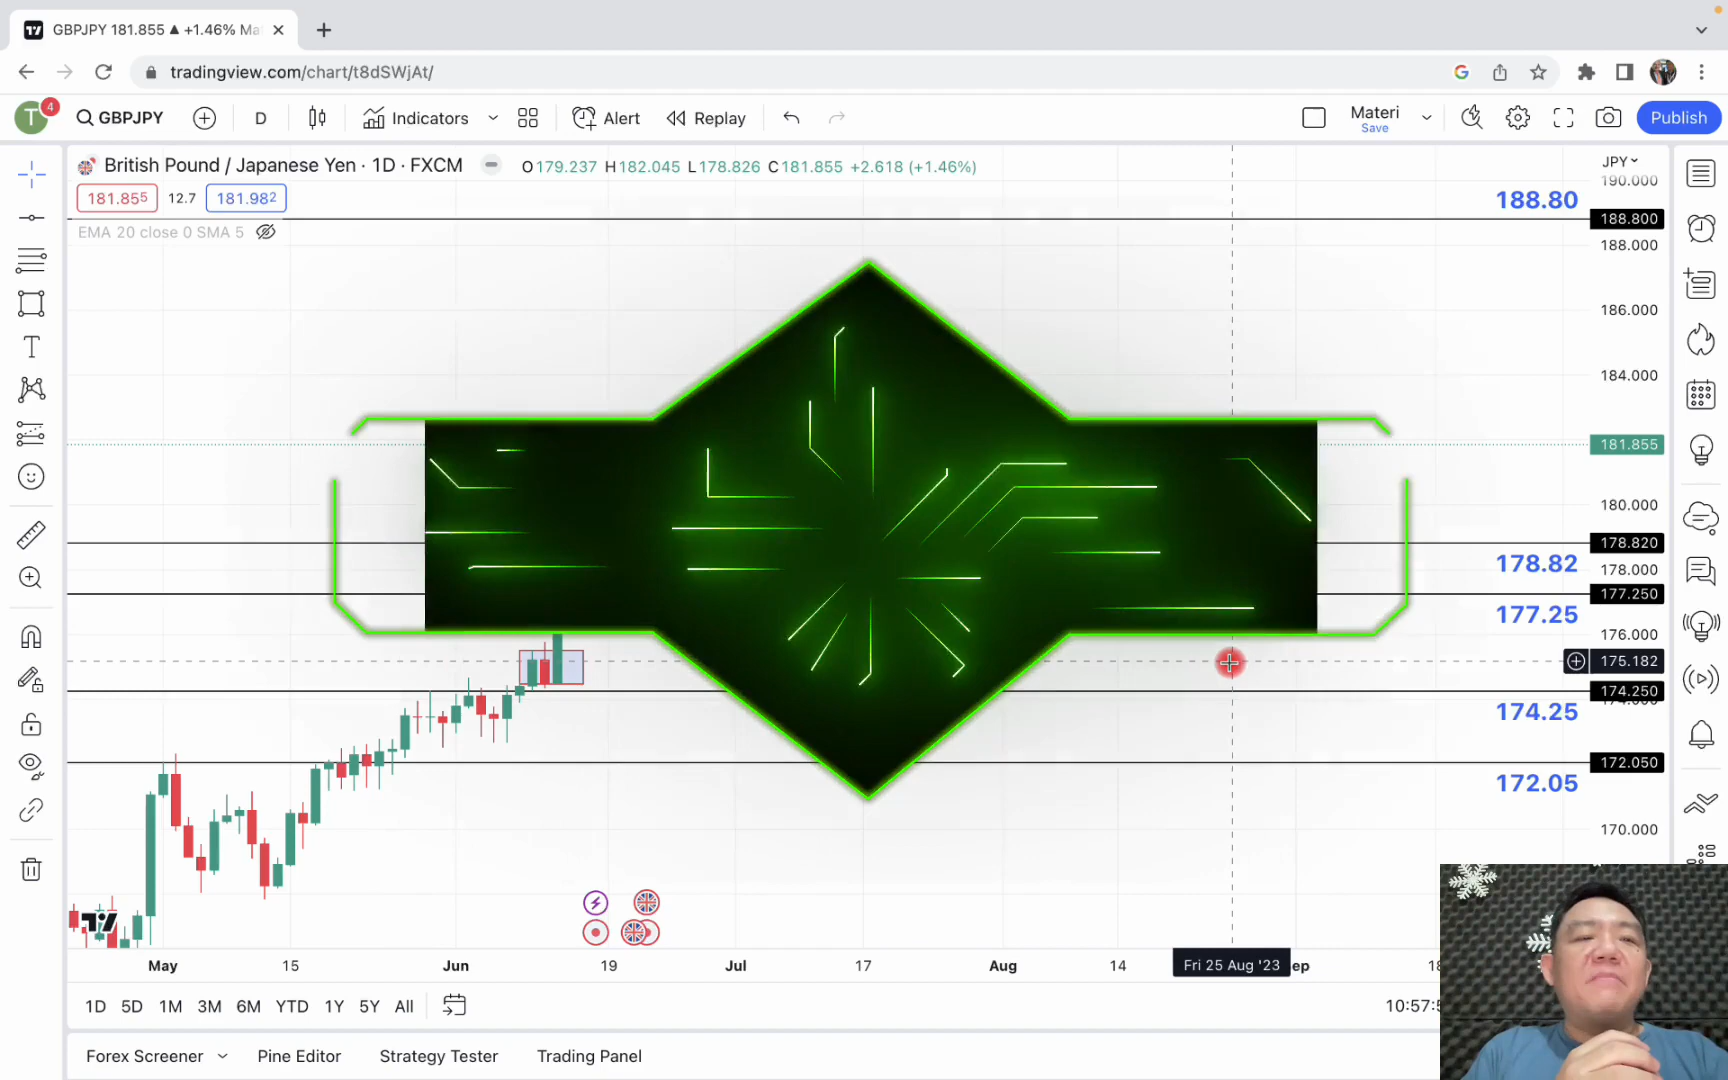 GBPJPY 181.855 ▲ +1.46% Ma
tradingview.com/chart/t8dSWjAt/
T 4 GBPJPY D Indicators Alert Replay Materi Save Publish
British Pound / Japanese Yen · 1D · FXCM O179.237 H182.045 L178.826 C181.855 +2.618 (+1.46%) JPY
181.855 12.7 181.982
EMA 20 close 0 SMA 5
190.000
188.80
188.800
188.000
186.000
184.000
181.855
180.000
178.820
178.82
178.000
177.250
177.25
176.000
175.182
174.250
174.25
172.050
172.05
170.000
May 15 Jun 19 Jul 17 Aug 14 Fri 25 Aug '23 ep
1D 5D 1M 3M 6M YTD 1Y 5Y All 10:57:5
Forex Screener Pine Editor Strategy Tester Trading Panel